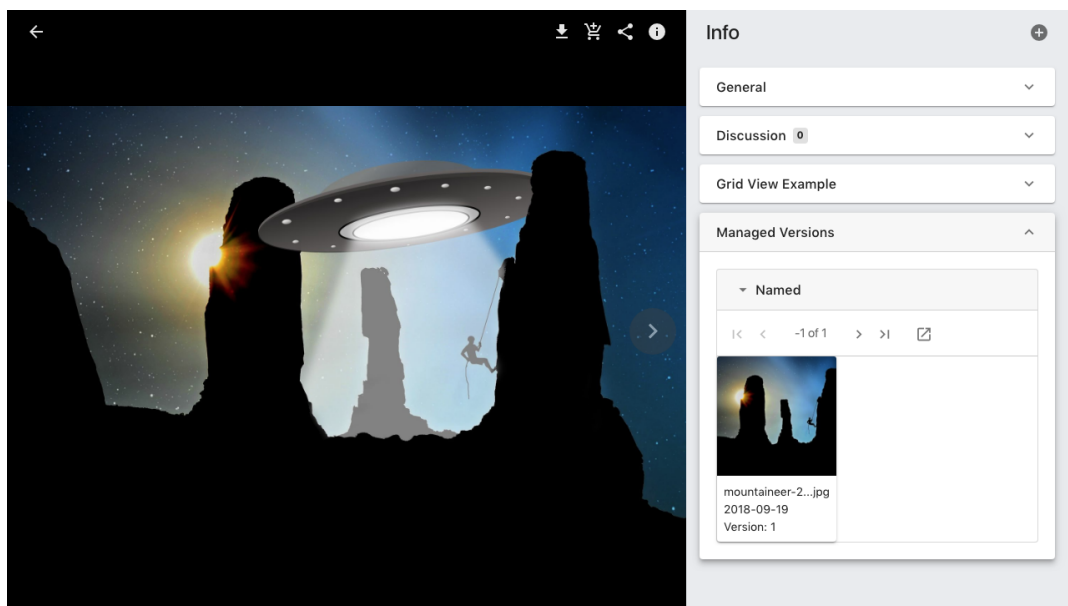 Info
General
Discussion 0
Grid View Example
Managed Versions
Named
-1 of 1
mountaineer-2...jpg
2018-09-19
Version: 1